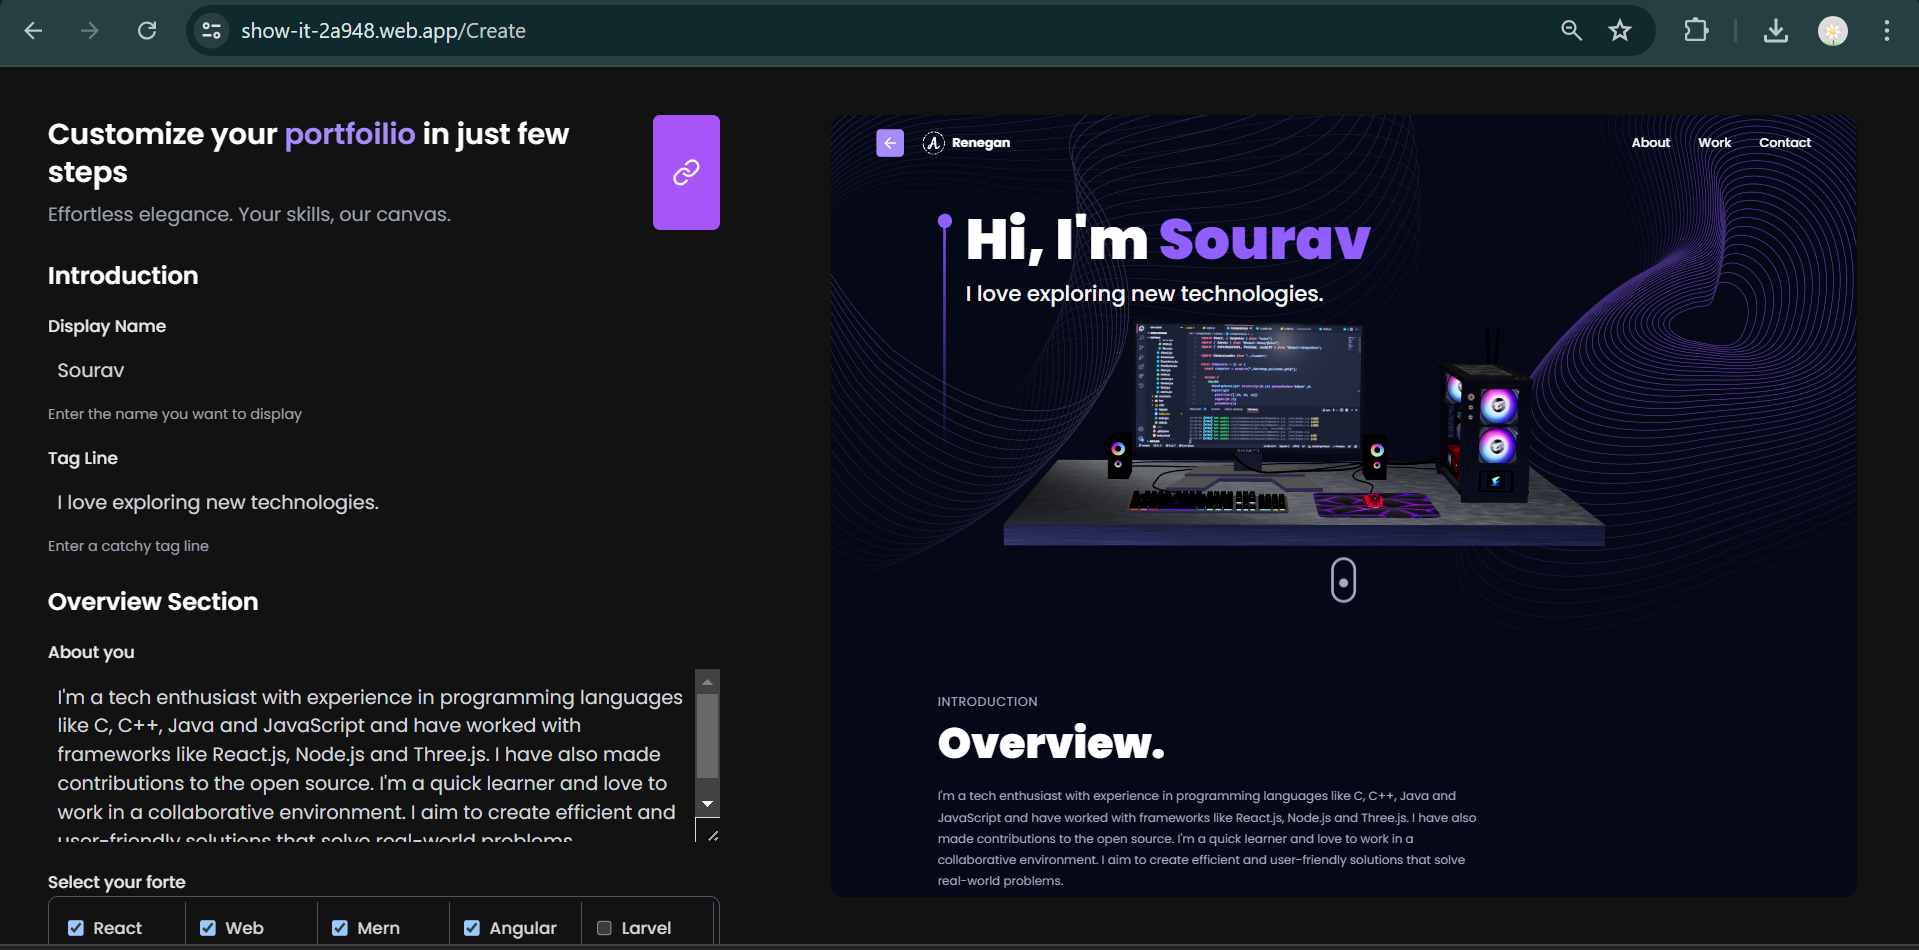 show-it-2a948.web.app/Create
Customize your portfoilio in just few
steps
Effortless elegance. Your skills, our canvas.
Introduction
Display Name
Sourav
Enter the name you want to display
Tag Line
I love exploring new technologies.
Enter a catchy tag line
Overview Section
About you
I'm a tech enthusiast with experience in programming languages
like C, C++, Java and JavaScript and have worked with
frameworks like React.js, Node.js and Three.js. I have also made
contributions to the open source. I'm a quick learner and love to
work in a collaborative environment. I aim to create efficient and
user-friendly solutions that solve real-world problems.
Select your forte
React Web Mern Angular Larvel
Renegan
About Work Contact
Hi, I'm Sourav
I love exploring new technologies.
INTRODUCTION
Overview.
I'm a tech enthusiast with experience in programming languages like C, C++, Java and
JavaScript and have worked with frameworks like React.js, Node.js and Three.js. I have also
made contributions to the open source. I'm a quick learner and love to work in a
collaborative environment. I aim to create efficient and user-friendly solutions that solve
real-world problems.